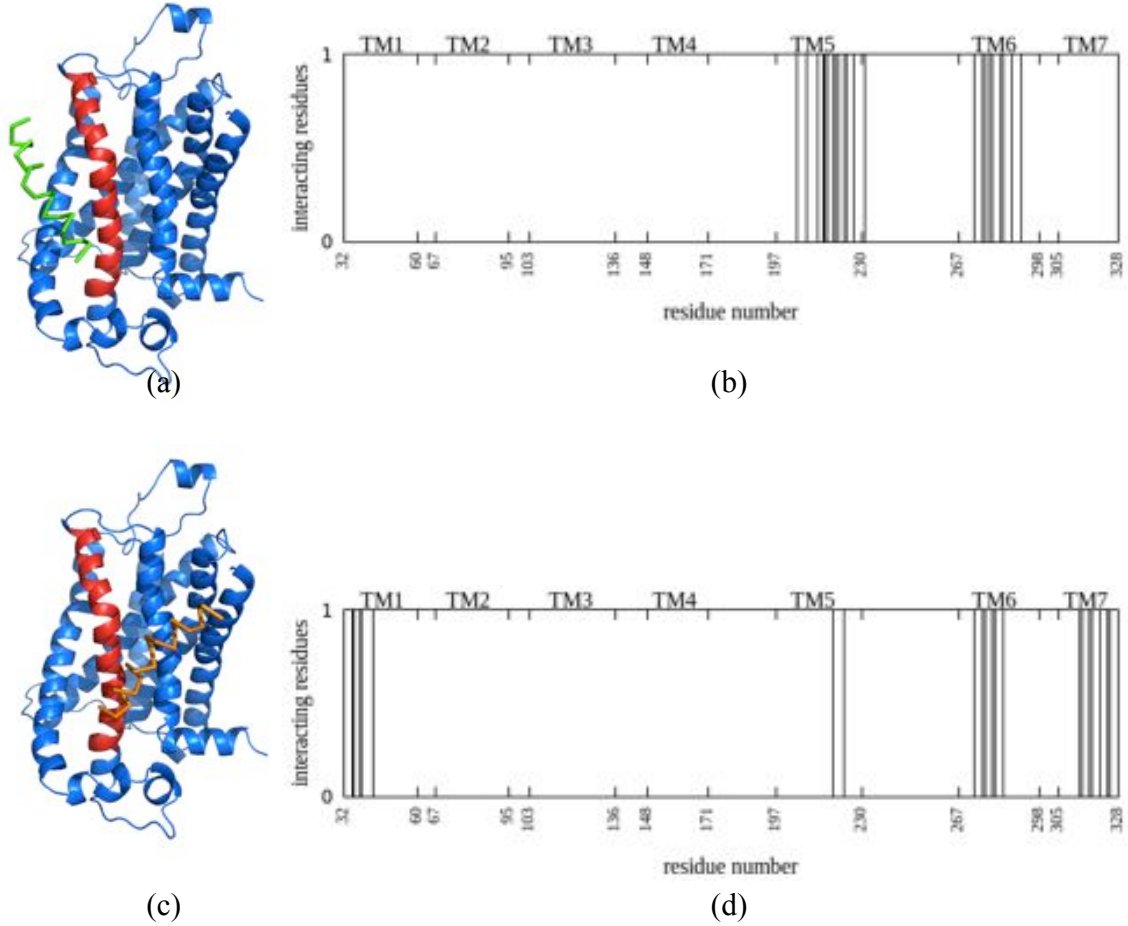 TM1 TM2 TM3 TM4 TM5 TM6 TM7
1
interacting residues
0
32 60 67 95 103 136 148 171 197 230 267 298 305 328
residue number
(a) (b)
TM1 TM2 TM3 TM4 TM5 TM6 TM7
1
interacting residues
0
32 60 67 95 103 136 148 171 197 230 267 298 305 328
residue number
(c) (d)